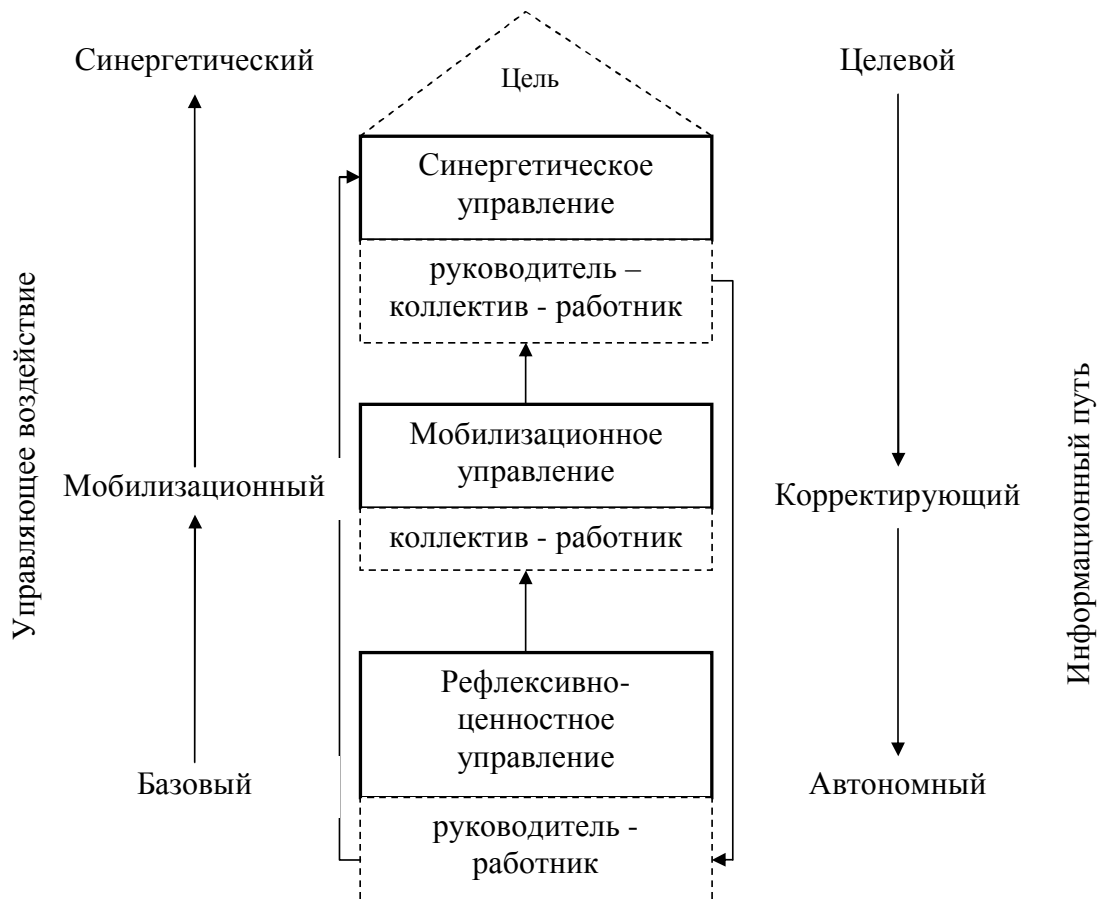 Синергетический
Цель
Целевой
Синергетическое
управление
руководитель –
коллектив - работник
Управляющее воздействие
Мобилизационное
управление
Мобилизационный
Корректирующий
коллектив - работник
Информационный путь
Рефлексивно-
ценностное
управление
Базовый
Автономный
руководитель -
работник